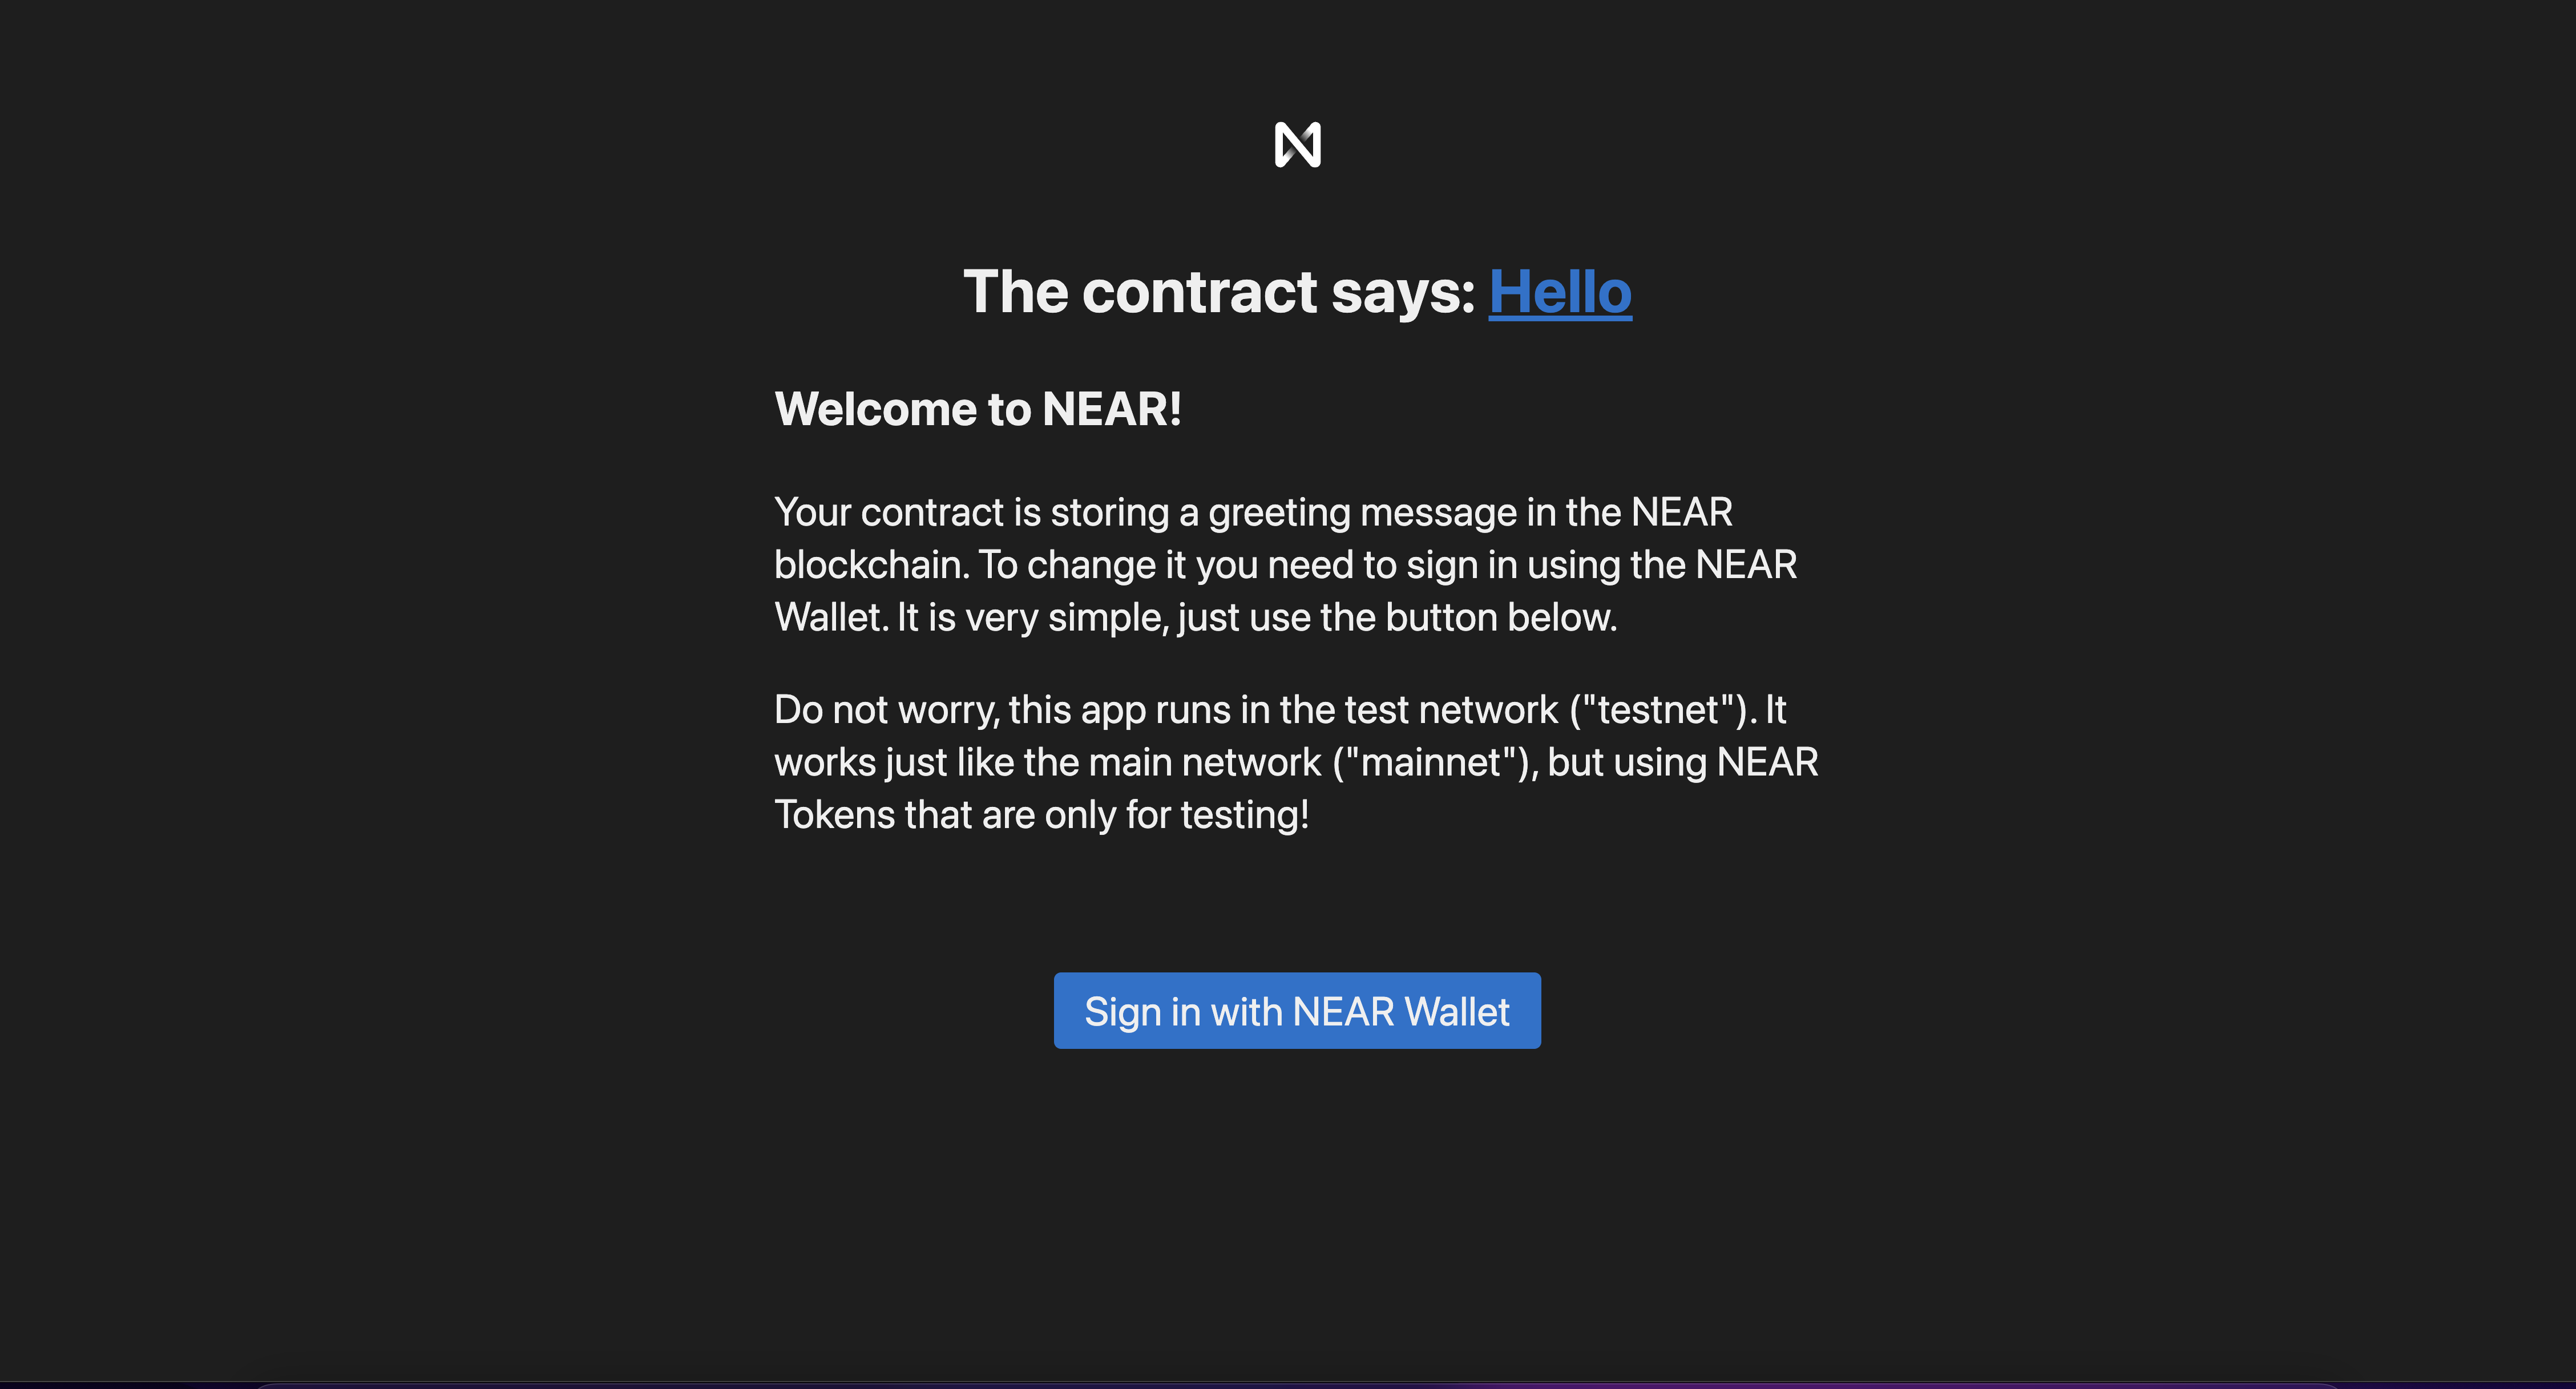 The contract says: Hello
Welcome to NEAR!
Your contract is storing a greeting message in the NEAR
blockchain. To change it you need to sign in using the NEAR
Wallet. It is very simple, just use the button below.
Do not worry, this app runs in the test network ("testnet"). It
works just like the main network ("mainnet"), but using NEAR
Tokens that are only for testing!
Sign in with NEAR Wallet